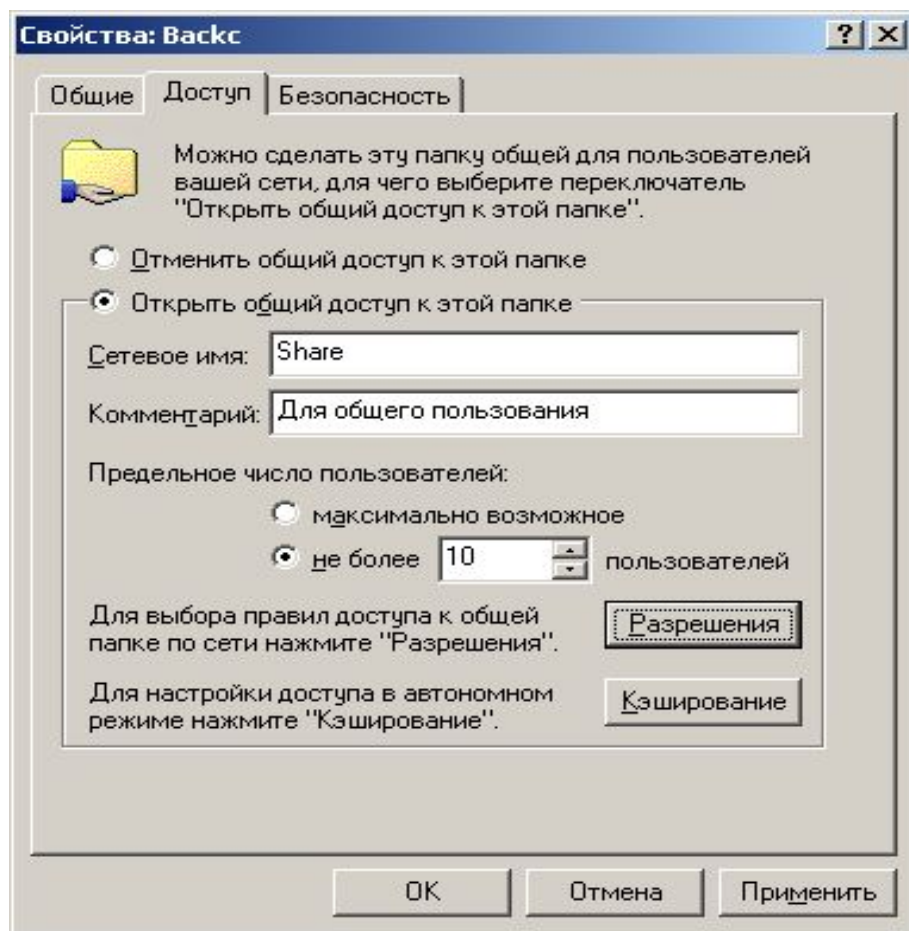 Свойства: Backc
Общие Доступ Безопасность
Можно сделать эту папку общей для пользователей
вашей сети, для чего выберите переключатель
"Открыть общий доступ к этой папке".
Отменить общий доступ к этой папке
Открыть общий доступ к этой папке
Сетевое имя: Share
Комментарий: Для общего пользования
Предельное число пользователей:
максимально возможное
не более 10 пользователей
Для выбора правил доступа к общей
папке по сети нажмите "Разрешения".
Разрешения
Для настройки доступа в автономном
режиме нажмите "Кэширование".
Кэширование
OK Отмена Применить